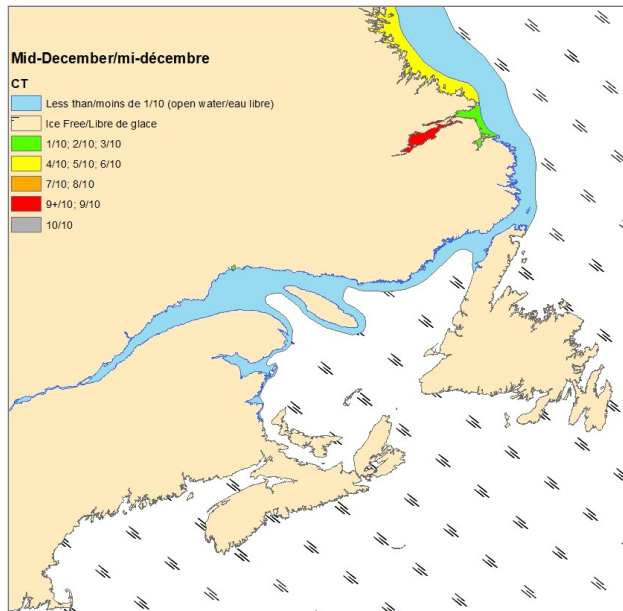 Mid-December/mi-décembre
CT
Less than/moins de 1/10 (open water/eau libre)
Ice Free/Libre de glace
1/10; 2/10; 3/10
4/10; 5/10; 6/10
7/10; 8/10
9+/10; 9/10
10/10